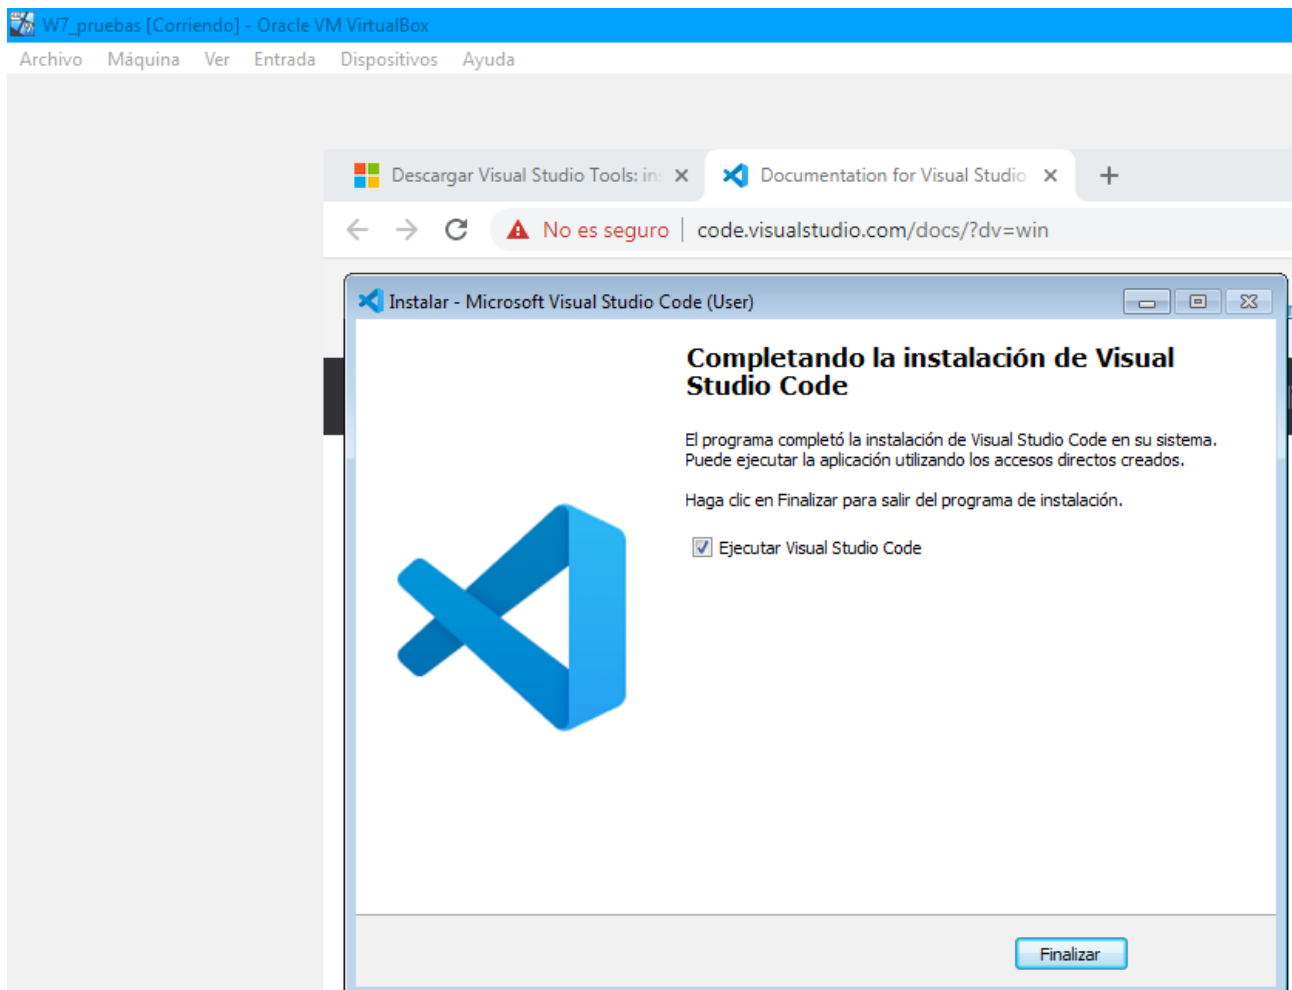 W7_pruebas [Corriendo] - Oracle VM VirtualBox
Archivo Máquina Ver Entrada Dispositivos Ayuda
Descargar Visual Studio Tools: in
Documentation for Visual Studio
No es seguro | code.visualstudio.com/docs/?dv=win
Instalar - Microsoft Visual Studio Code (User)
Completando la instalación de Visual
Studio Code
El programa completó la instalación de Visual Studio Code en su sistema.
Puede ejecutar la aplicación utilizando los accesos directos creados.
Haga clic en Finalizar para salir del programa de instalación.
Ejecutar Visual Studio Code
Finalizar